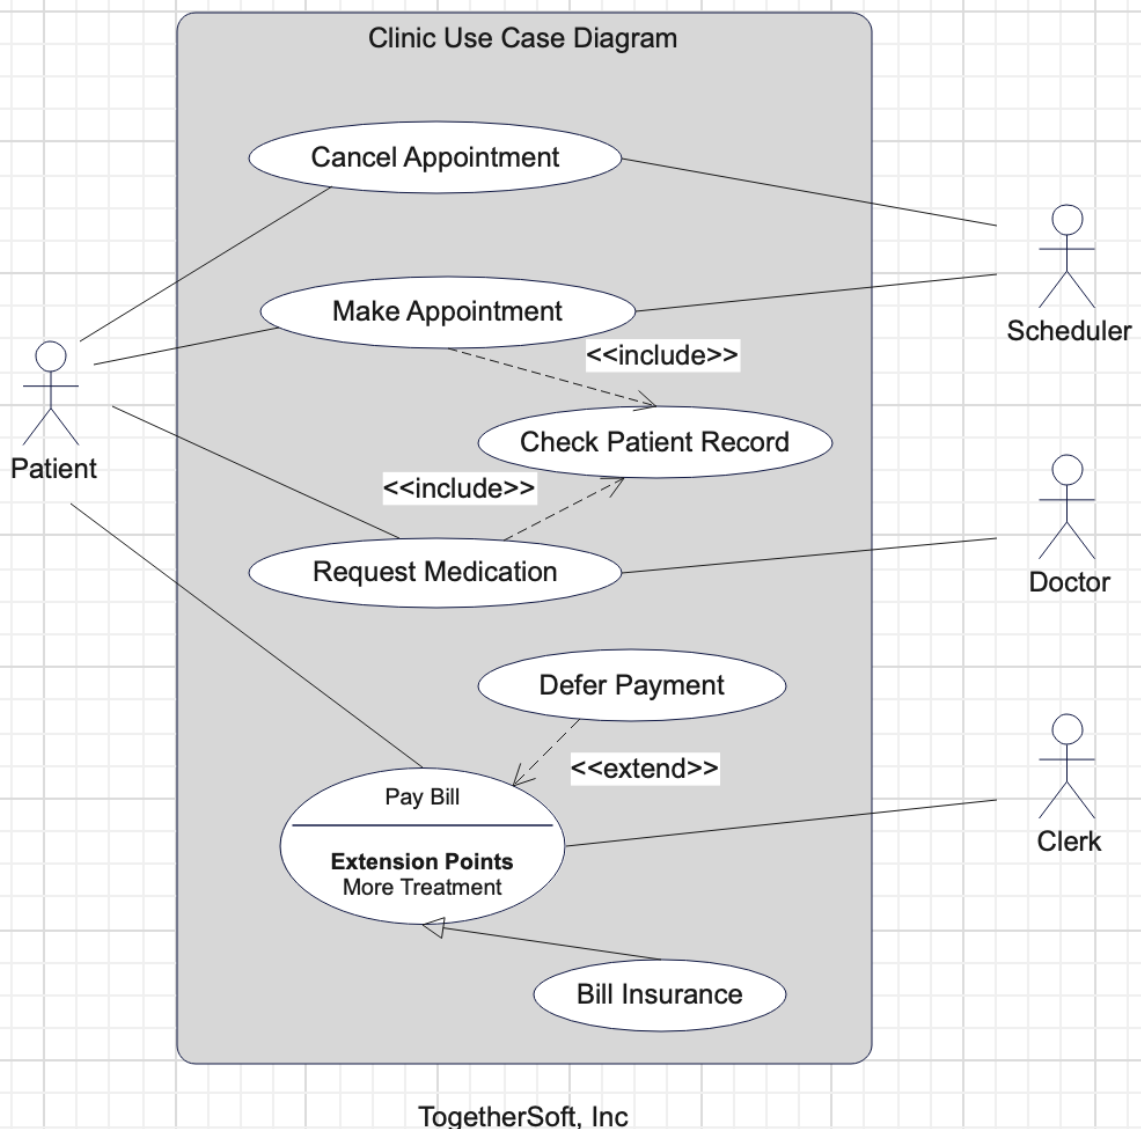 Clinic Use Case Diagram
Cancel Appointment
Make Appointment
Scheduler
<<include>>
Check Patient Record
Patient
<<include>>
Request Medication
Doctor
Defer Payment
<<extend>>
Pay Bill
Extension Points
More Treatment
Clerk
Bill Insurance
TogetherSoft, Inc